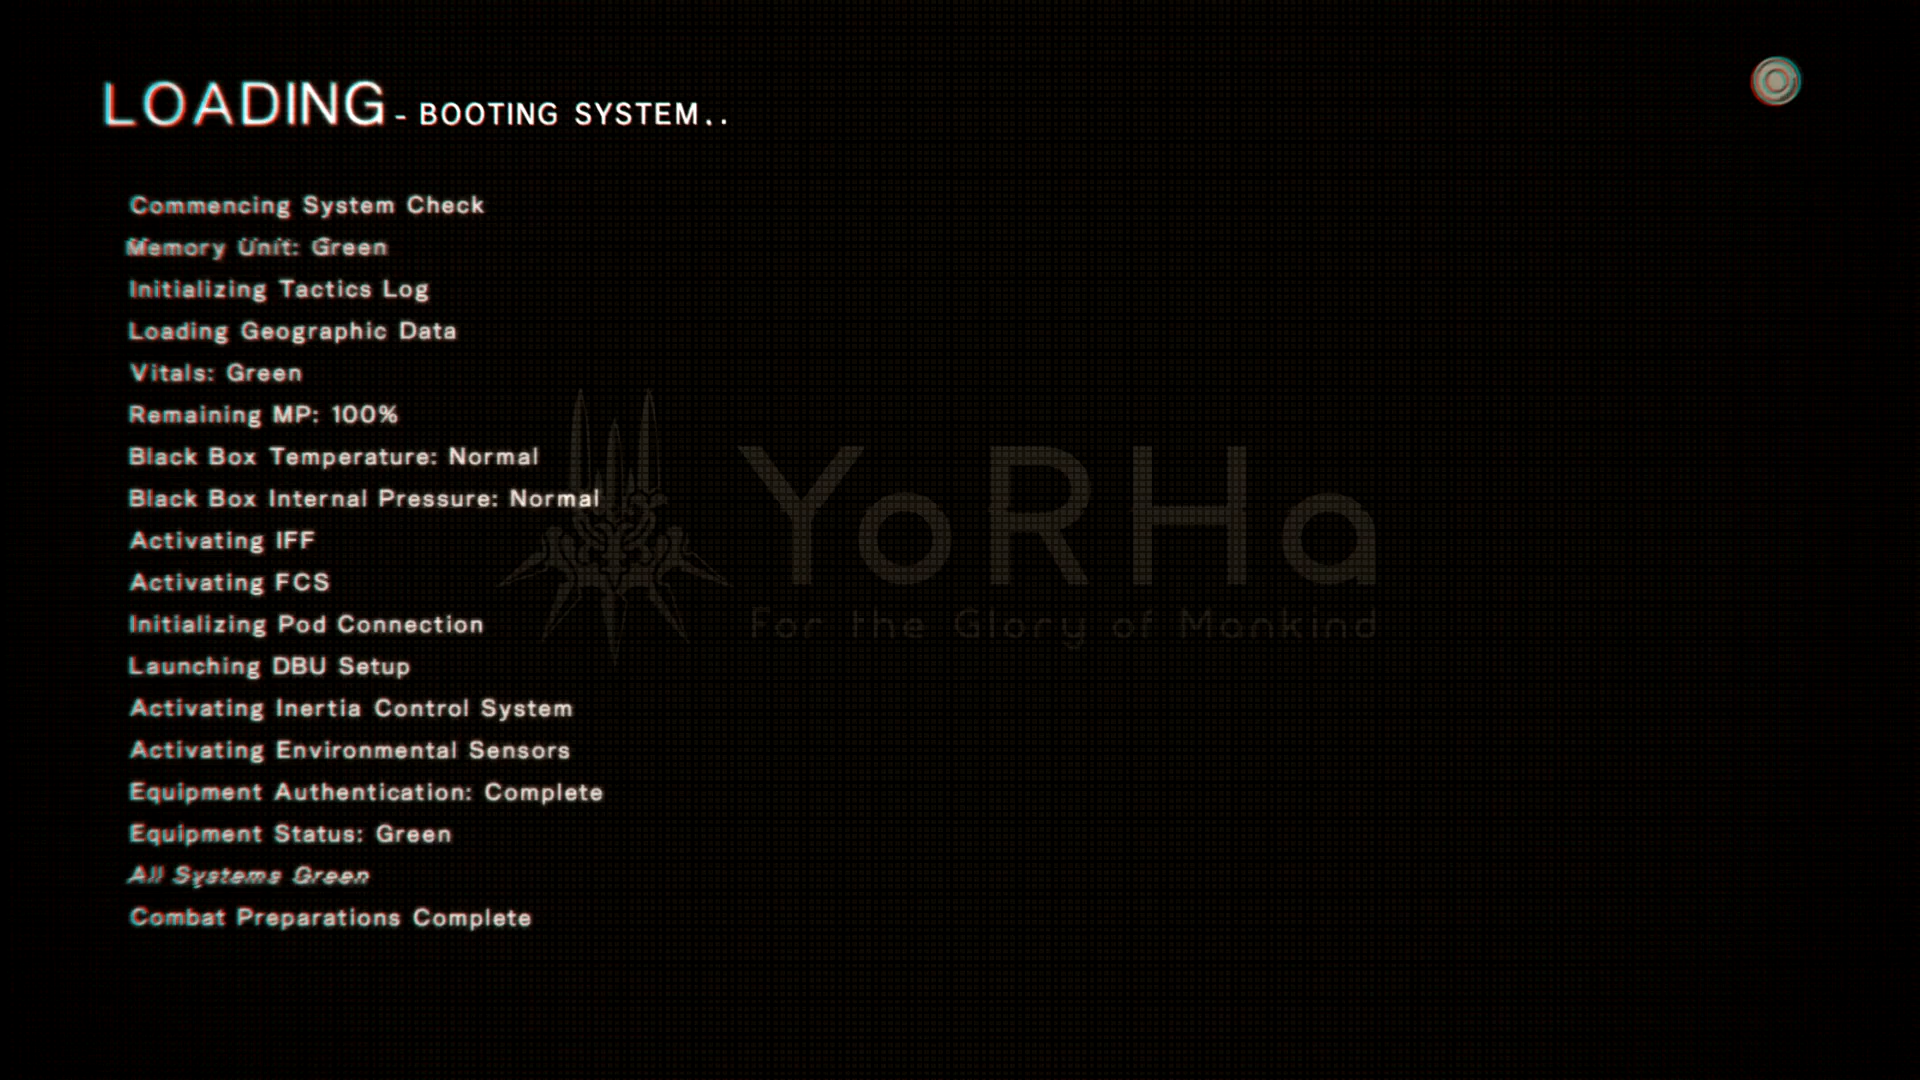 LOADING - BOOTING SYSTEM..
Commencing System Check
Memory Unit: Green
Initializing Tactics Log
Loading Geographic Data
Vitals: Green
Remaining MP: 100%
Black Box Temperature: Normal
Black Box Internal Pressure: Normal
Activating IFF
Activating FCS
Initializing Pod Connection
Launching DBU Setup
Activating Inertia Control System
Activating Environmental Sensors
Equipment Authentication: Complete
Equipment Status: Green
All Systems Green
Combat Preparations Complete
YoRHa
For the Glory of Mankind